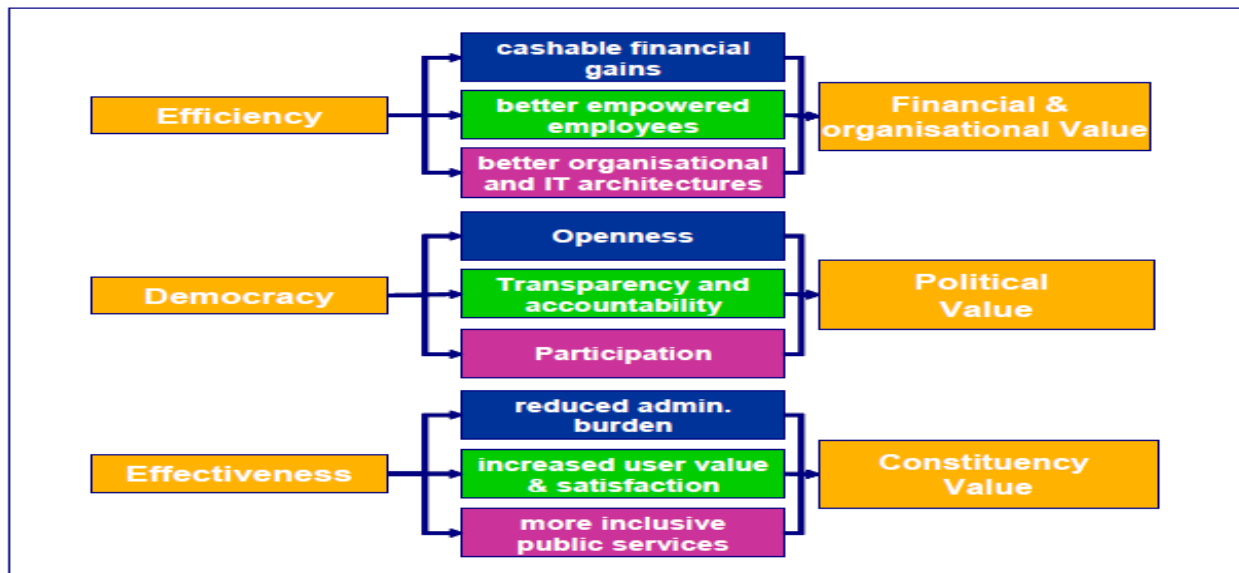 Efficiency
cashable financial
gains
better empowered
employees
better organisational
and IT architectures
Financial &
organisational Value
Democracy
Openness
Transparency and
accountability
Participation
Political
Value
Effectiveness
reduced admin.
burden
increased user value
& satisfaction
more inclusive
public services
Constituency
Value